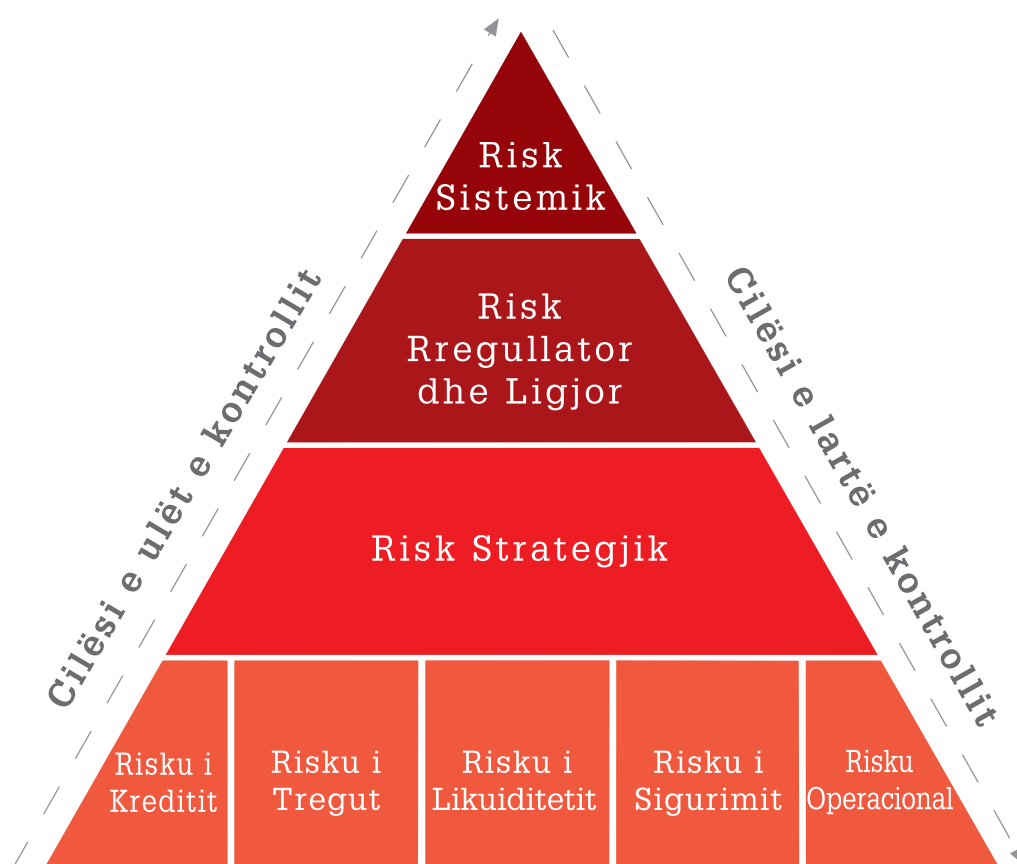 Risk
Sistemik
Risk
Rregullator
dhe Ligjor
Risk Strategjik
Risku i
Kreditit
Risku i
Tregut
Risku i
Likuiditetit
Risku i
Sigurimit
Risku
Operacional
Cilësi e ulët e kontrollit
Cilësi e lartë e kontrollit